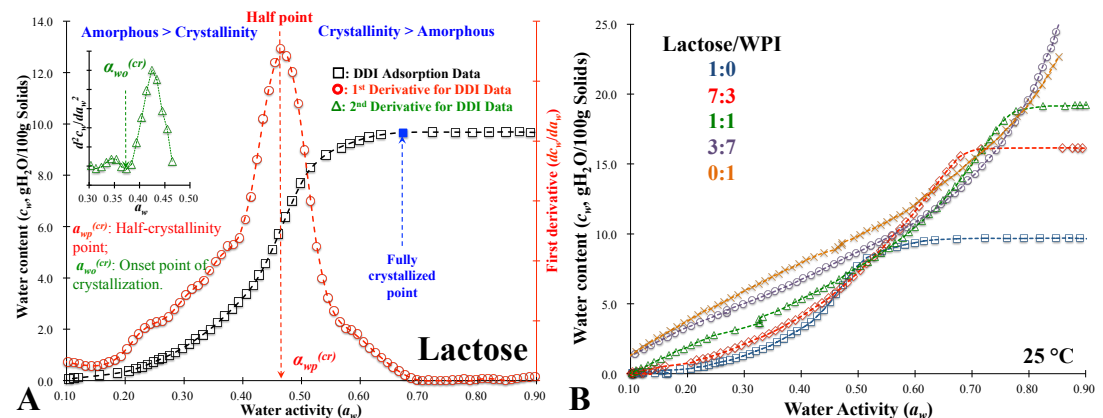 Half point
Amorphous > Crystallinity
Crystallinity > Amorphous
14.0
12.0
10.0
8.0
6.0
4.0
2.0
0.0
Water content (c_w, gH₂O/100g Solids)
α_wo^(cr)
d²c_w/da_w²
0.30 0.35 0.40 0.45 0.50
a_w
: DDI Adsorption Data
: 1st Derivative for DDI Data
: 2nd Derivative for DDI Data
a_wp^(cr): Half-crystallinity
point;
a_wo^(cr): Onset point of
crystallization.
Fully
crystallized
point
α_wp^(cr)
Lactose
First derivative (dc_w/da_w)
0.10 0.20 0.30 0.40 0.50 0.60 0.70 0.80 0.90
Water activity (a_w)
A
25.0
20.0
15.0
10.0
5.0
0.0
Water content (c_w, gH₂O/100g Solids)
Lactose/WPI
1:0
7:3
1:1
3:7
0:1
25 °C
0.10 0.20 0.30 0.40 0.50 0.60 0.70 0.80 0.90
Water Activity (a_w)
B